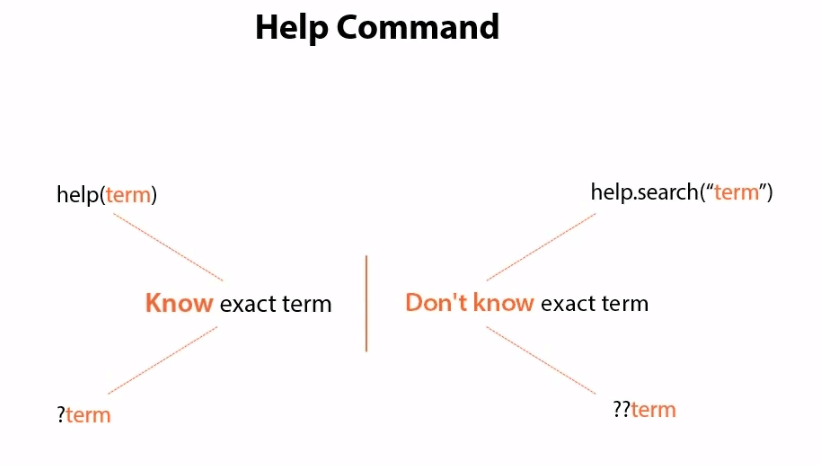 Help Command
help(term)
help.search(“term”)
Know exact term
Don't know exact term
?term
??term